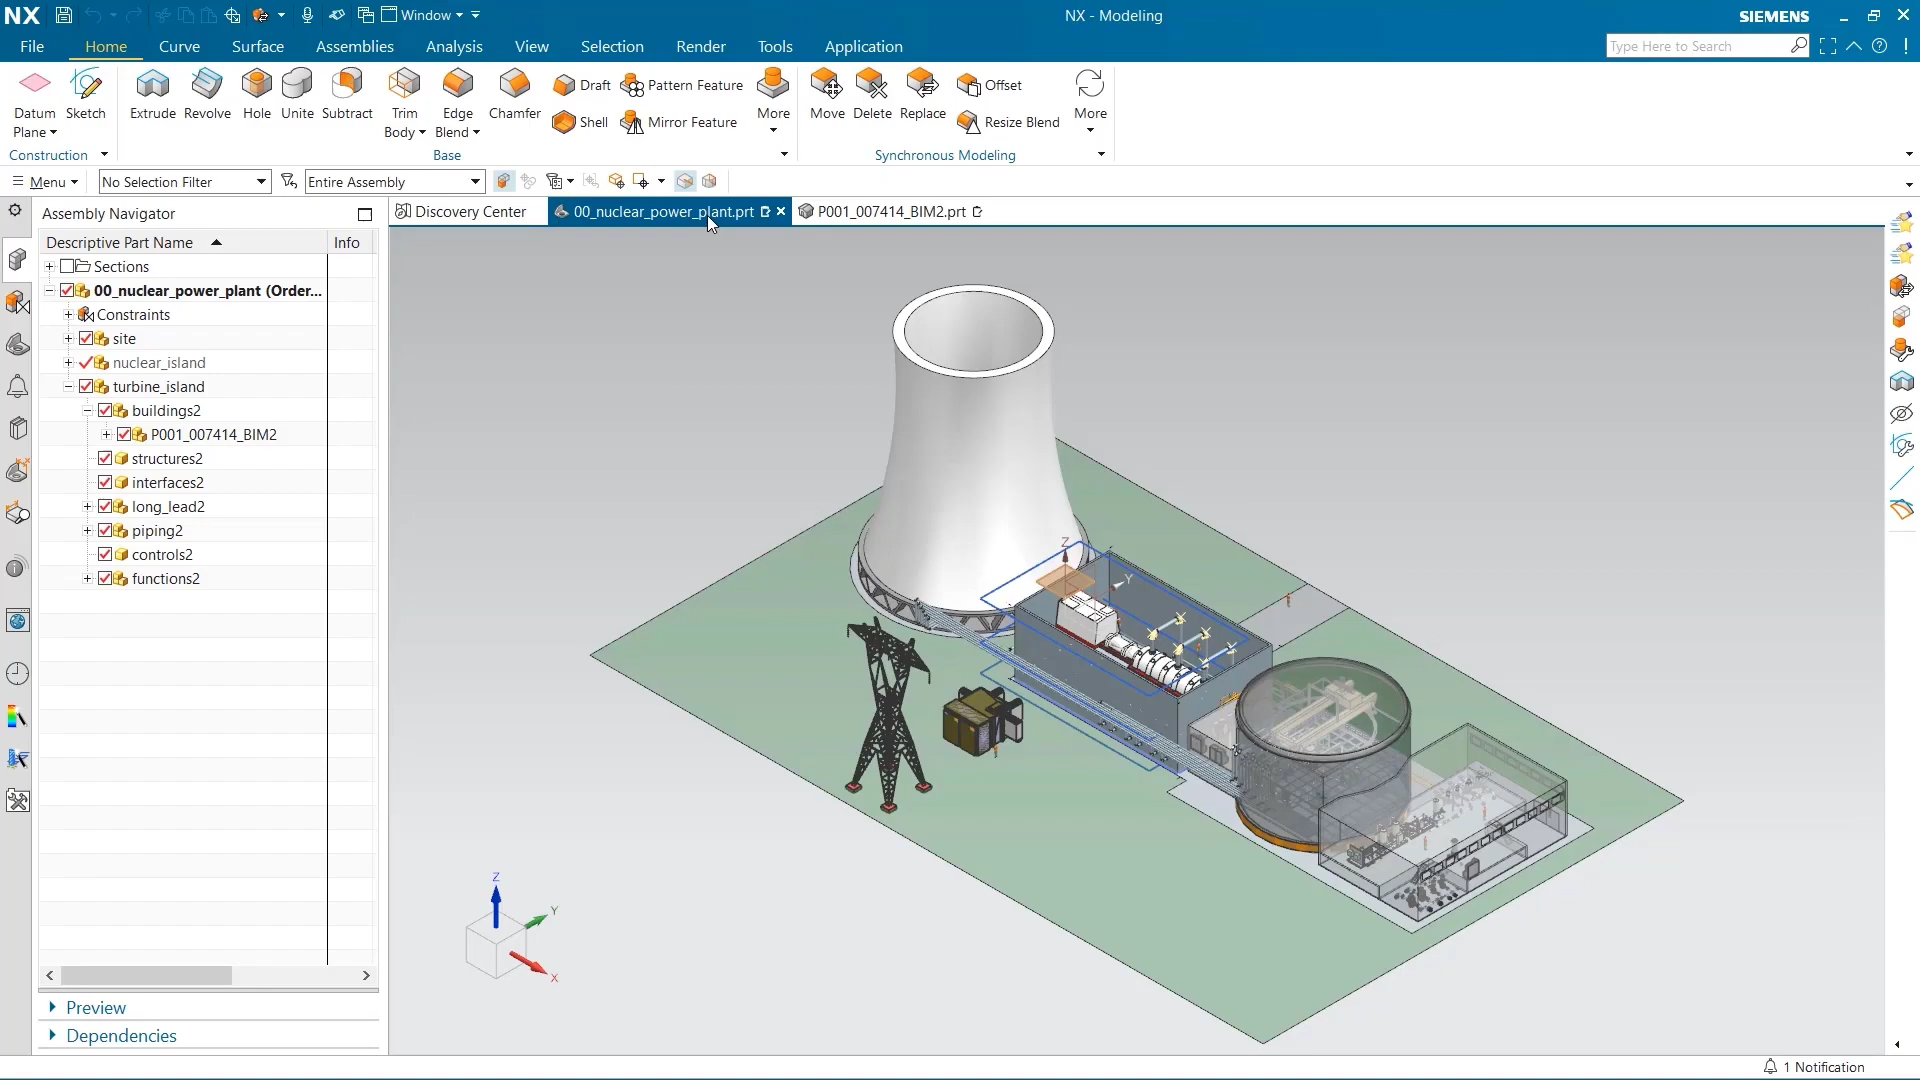 NX
Window
NX - Modeling
SIEMENS
File
Home
Curve
Surface
Assemblies
Analysis
View
Selection
Render
Tools
Application
Type Here to Search
Datum
Plane
Sketch
Extrude
Revolve
Hole
Unite
Subtract
Trim
Body
Edge
Blend
Chamfer
Draft
Shell
Pattern Feature
Mirror Feature
More
Move
Delete
Replace
Offset
Resize Blend
More
Construction
Base
Synchronous Modeling
Menu
No Selection Filter
Entire Assembly
Assembly Navigator
Discovery Center
00_nuclear_power_plant.prt
P001_007414_BIM2.prt
Descriptive Part Name
Info
Sections
00_nuclear_power_plant (Order...
Constraints
site
nuclear_island
turbine_island
buildings2
P001_007414_BIM2
structures2
interfaces2
long_lead2
piping2
controls2
functions2
Z
Y
Z
Y
X
Preview
Dependencies
1 Notification